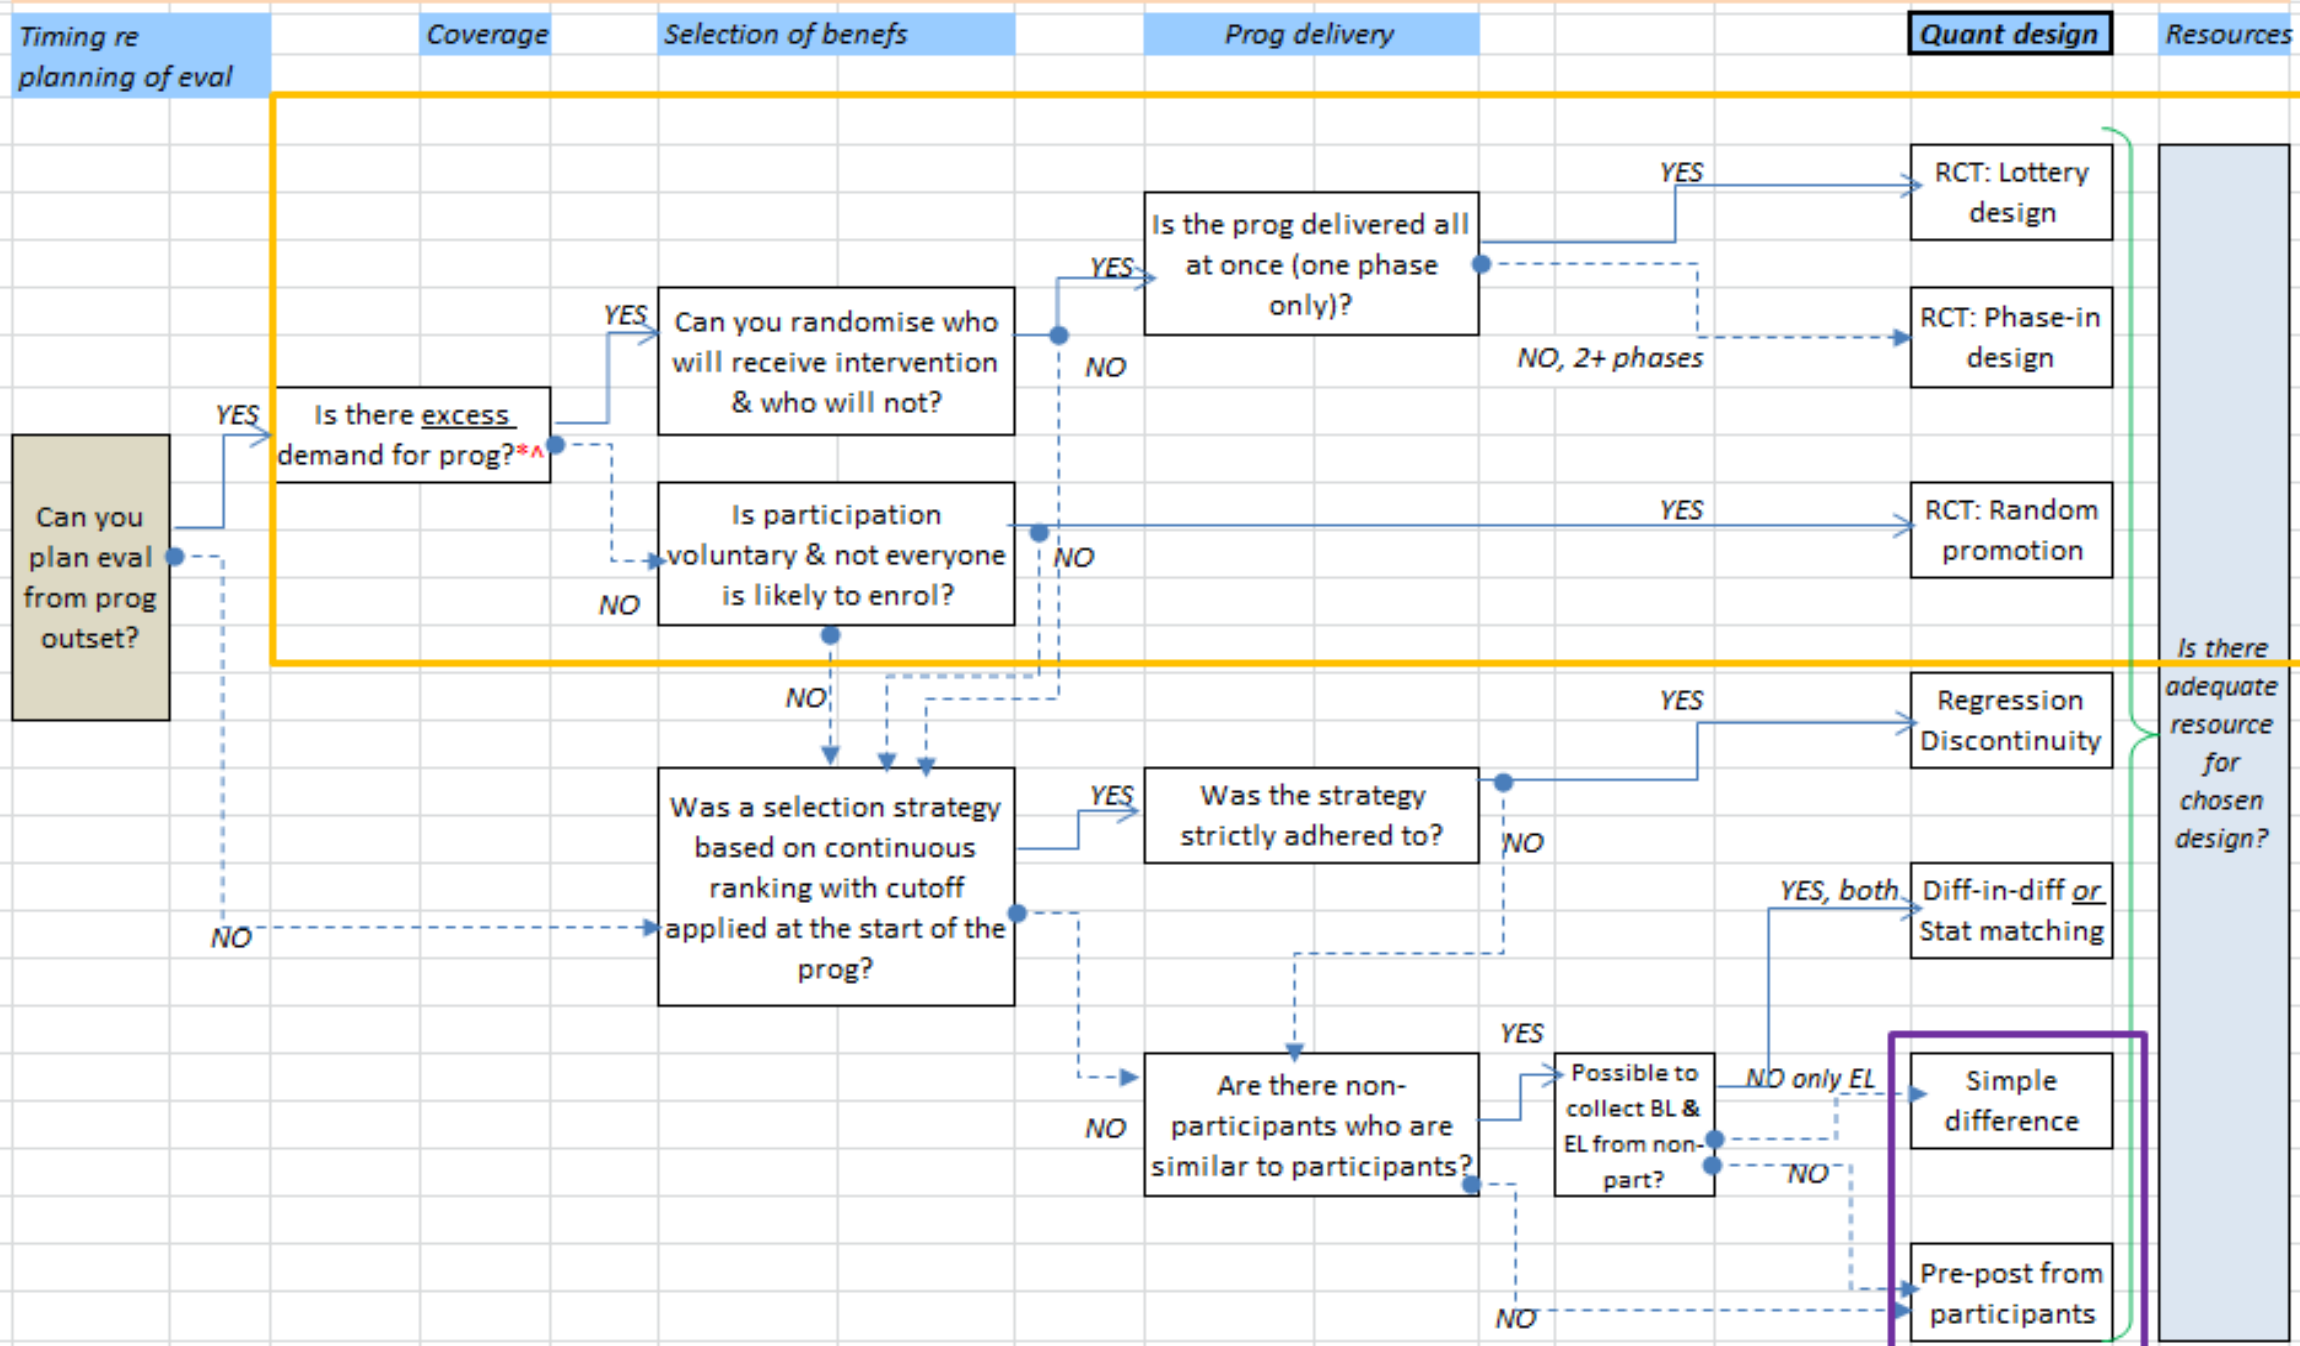 Timing re
planning of eval
Coverage
Selection of benefs
Prog delivery
Quant design
Resources
Can you
plan eval
from prog
outset?
YES
NO
Is there excess
demand for prog?*^
YES
NO
Can you randomise who
will receive intervention
& who will not?
YES
NO
Is participation
voluntary & not everyone
is likely to enrol?
YES
NO
NO
Is the prog delivered all
at once (one phase
only)?
YES
NO, 2+ phases
RCT: Lottery
design
RCT: Phase-in
design
RCT: Random
promotion
Was a selection strategy
based on continuous
ranking with cutoff
applied at the start of the
prog?
YES
NO
Was the strategy
strictly adhered to?
YES
NO
Regression
Discontinuity
Are there non-
participants who are
similar to participants?
YES
NO
Possible to
collect BL &
EL from non-
part?
YES, both
NO only EL
NO
Diff-in-diff or
Stat matching
Simple
difference
Pre-post from
participants
Is there
adequate
resource
for
chosen
design?